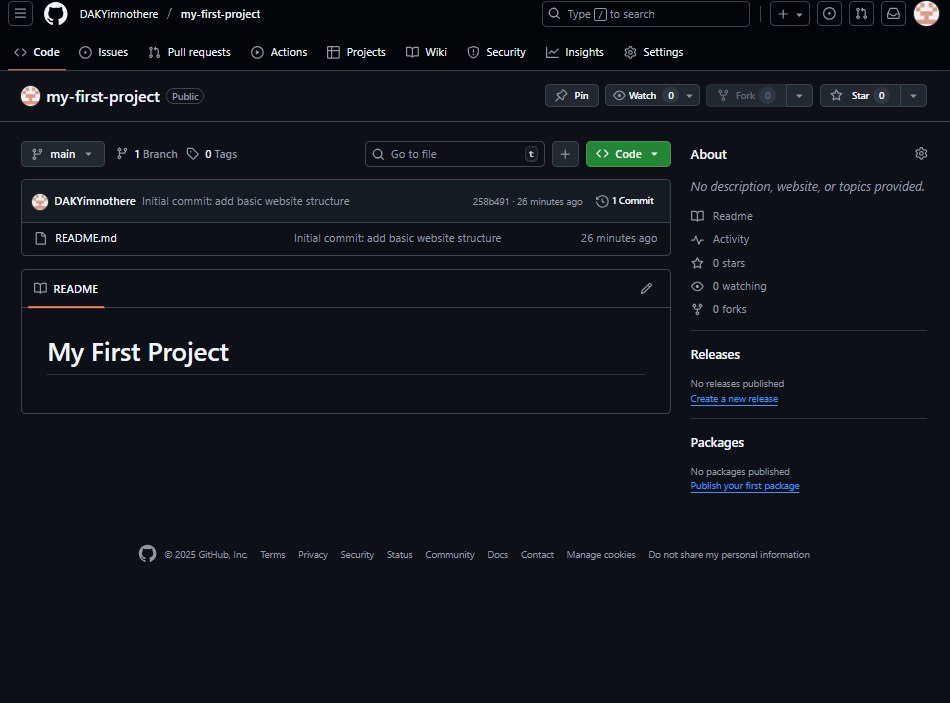 DAKYimnothere / my-first-project
Type / to search
Code Issues Pull requests Actions Projects Wiki Security Insights Settings
my-first-project Public
Pin Watch 0 Fork 0 Star 0
main 1 Branch 0 Tags
Go to file t
Code
DAKYimnothere Initial commit: add basic website structure 258b491 · 26 minutes ago 1 Commit
README.md Initial commit: add basic website structure 26 minutes ago
README
My First Project
About
No description, website, or topics provided.
Readme
Activity
0 stars
0 watching
0 forks
Releases
No releases published
Create a new release
Packages
No packages published
Publish your first package
© 2025 GitHub, Inc. Terms Privacy Security Status Community Docs Contact Manage cookies Do not share my personal information